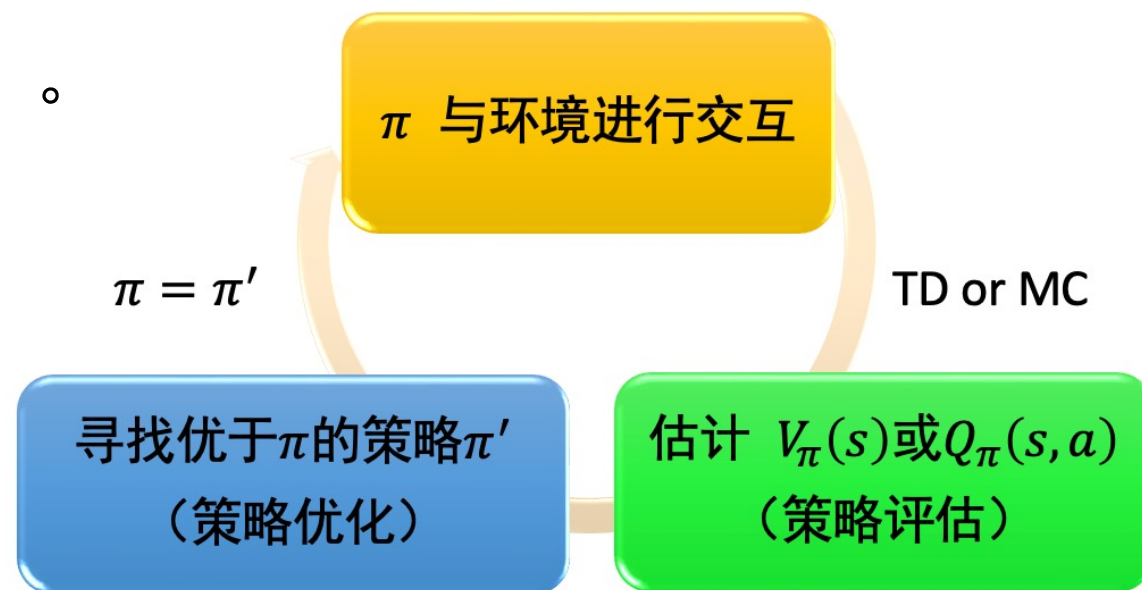 。
π 与环境进行交互
π = π′
TD or MC
寻找优于π的策略π′
（策略优化）
估计 Vπ(s)或Qπ(s, a)
（策略评估）